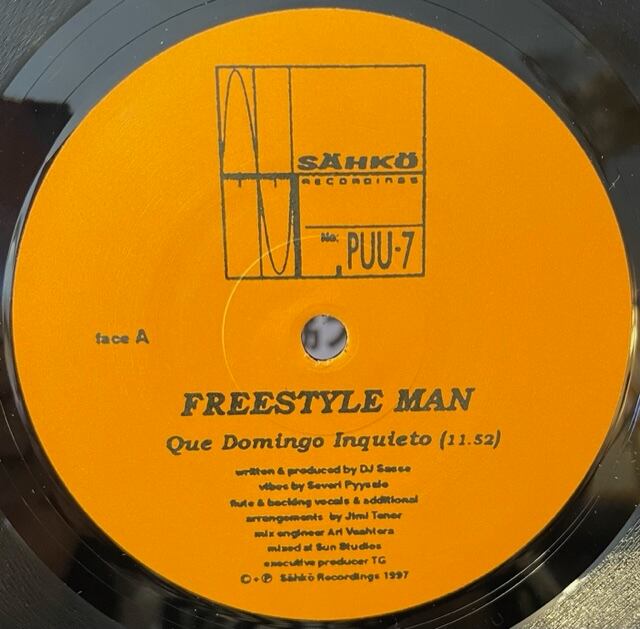 SÄHKÖ
RECORDINGS
No:
PUU-7
face A
FREESTYLE MAN
Que Domingo Inquieto (11.52)
written & produced by DJ Sasse
vibes by Severi Pyysalo
flute & backing vocals & additional
arrangements by Jimi Tenor
mix engineer Ari Vaahtera
mixed at Sun Studios
executive producer TG
©+℗ Sähkö Recordings 1997